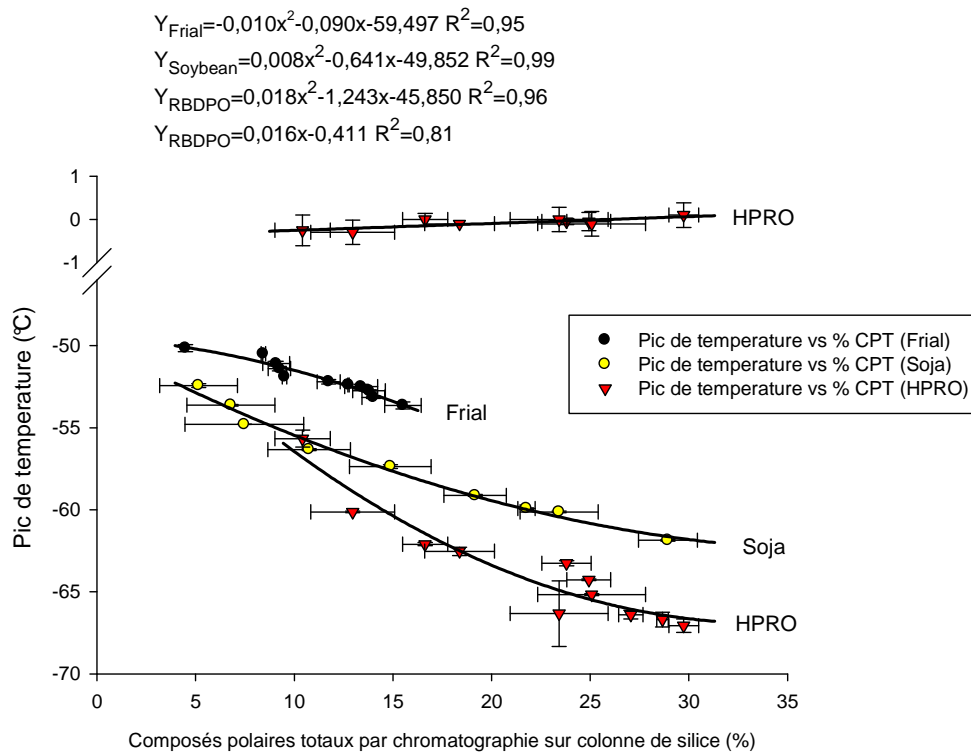 Y_Frial=-0,010x²-0,090x-59,497 R²=0,95
Y_Soybean=0,008x²-0,641x-49,852 R²=0,99
Y_RBDPO=0,018x²-1,243x-45,850 R²=0,96
Y_RBDPO=0,016x-0,411 R²=0,81
1
0
-1
HPRO
Pic de temperature (°C)
-50
-55
-60
-65
-70
Pic de temperature vs % CPT (Frial)
Pic de temperature vs % CPT (Soja)
Pic de temperature vs % CPT (HPRO)
Frial
Soja
HPRO
0 5 10 15 20 25 30 35
Composés polaires totaux par chromatographie sur colonne de silice (%)